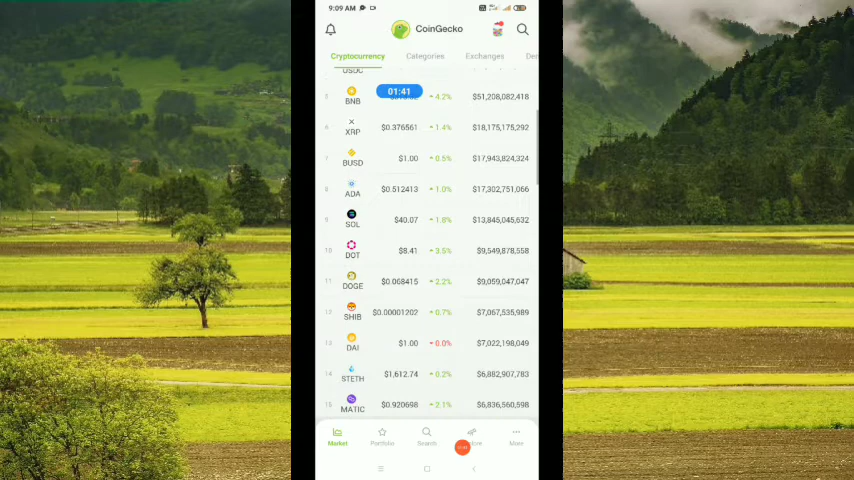 9:09 AM
CoinGecko
Cryptocurrency Categories Exchanges De
USDC
5 BNB 4.2% $51,208,082,418
01:41
6 XRP $0.376561 1.4% $18,175,175,292
7 BUSD $1.00 0.5% $17,943,824,324
8 ADA $0.512413 1.0% $17,302,751,066
9 SOL $40.07 1.8% $13,845,045,632
10 DOT $8.41 3.5% $9,549,878,558
11 DOGE $0.068415 2.2% $9,059,047,047
12 SHIB $0.00001202 0.7% $7,067,535,989
13 DAI $1.00 0.0% $7,022,198,049
14 STETH $1,612.74 0.2% $6,882,907,783
15 MATIC $0.920698 2.1% $6,836,560,598
Market Portfolio Search More